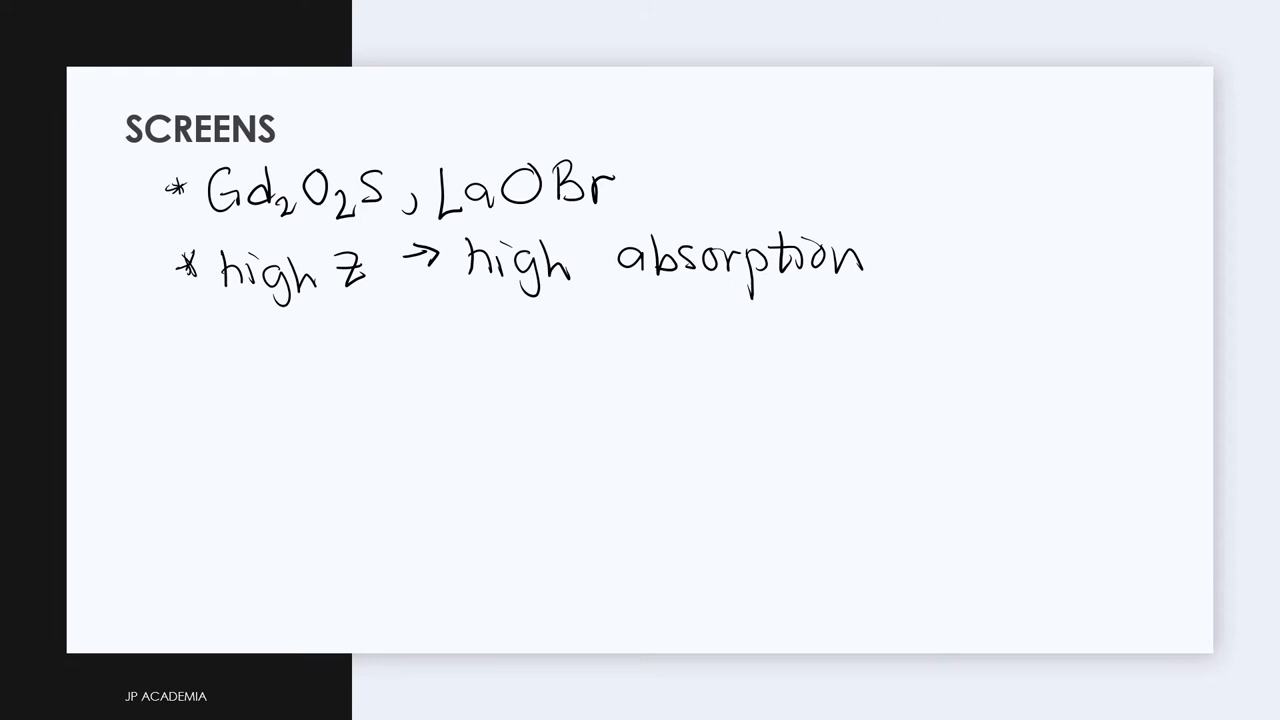 SCREENS
* Gd₂O₂S, LaOBr
* high Z → high absorption
JP ACADEMIA